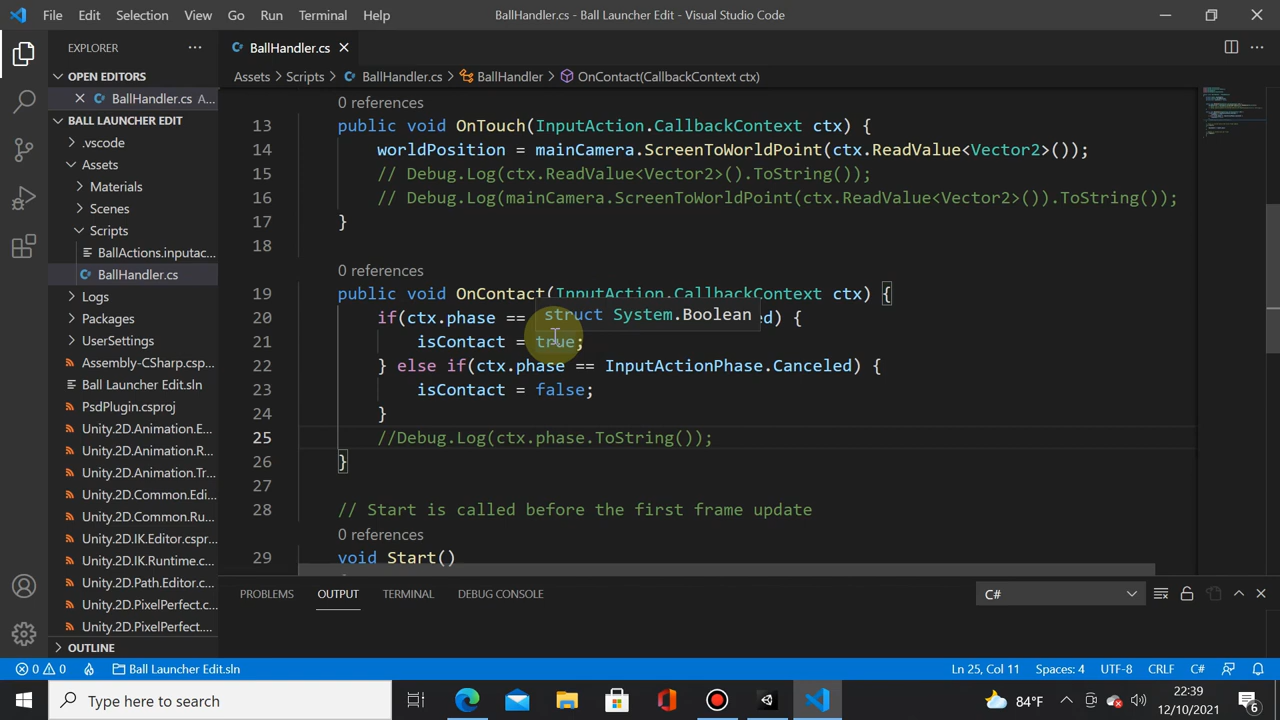 File Edit Selection View Go Run Terminal Help
BallHandler.cs - Ball Launcher Edit - Visual Studio Code
EXPLORER
OPEN EDITORS
BallHandler.cs A...
BALL LAUNCHER EDIT
.vscode
Assets
Materials
Scenes
Scripts
BallActions.inputac...
BallHandler.cs
Logs
Packages
UserSettings
Assembly-CSharp.csp...
Ball Launcher Edit.sln
PsdPlugin.csproj
Unity.2D.Animation.E...
Unity.2D.Animation.R...
Unity.2D.Animation.Tr...
Unity.2D.Common.Edi...
Unity.2D.Common.Run...
Unity.2D.IK.Editor.cspr...
Unity.2D.IK.Runtime.c...
Unity.2D.Path.Editor.c...
Unity.2D.PixelPerfect.c...
Unity.2D.PixelPerfect....
OUTLINE
BallHandler.cs
Assets Scripts BallHandler.cs BallHandler OnContact(CallbackContext ctx)
0 references
13 public void OnTouch(InputAction.CallbackContext ctx) {
14 worldPosition = mainCamera.ScreenToWorldPoint(ctx.ReadValue<Vector2>());
15 // Debug.Log(ctx.ReadValue<Vector2>().ToString());
16 // Debug.Log(mainCamera.ScreenToWorldPoint(ctx.ReadValue<Vector2>()).ToString());
17 }
18
0 references
19 public void OnContact(InputAction.CallbackContext ctx) {
struct System.Boolean
20 if(ctx.phase == d) {
21 isContact = true;
22 } else if(ctx.phase == InputActionPhase.Canceled) {
23 isContact = false;
24 }
25 //Debug.Log(ctx.phase.ToString());
26 }
27
28 // Start is called before the first frame update
0 references
29 void Start()
PROBLEMS OUTPUT TERMINAL DEBUG CONSOLE
C#
0 0 Ball Launcher Edit.sln
Ln 25, Col 11 Spaces: 4 UTF-8 CRLF C#
Type here to search
84°F
22:39
12/10/2021
6